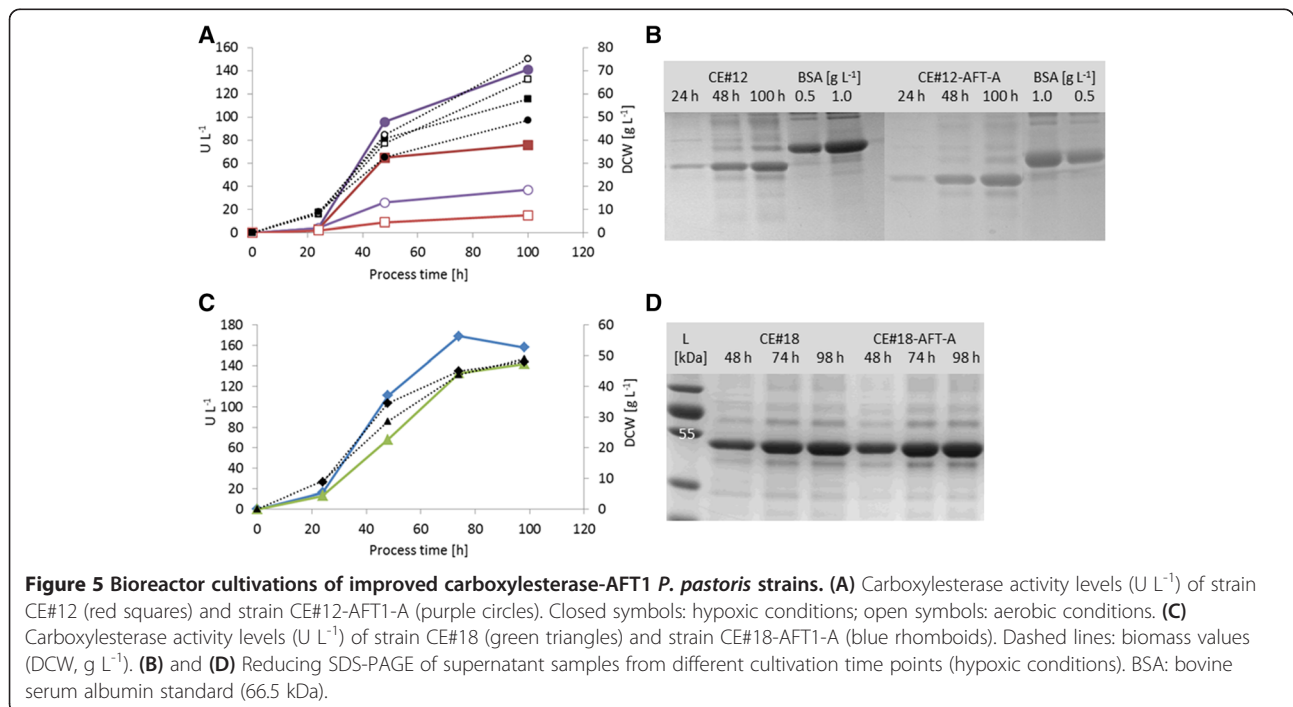 A
160
140
120
100
80
60
40
20
0
U L-1
80
70
60
50
40
30
20
10
0
DCW [g L-1]
0 20 40 60 80 100 120
Process time [h]
B
CE#12 BSA [g L-1] CE#12-AFT-A BSA [g L-1]
24 h 48 h 100 h 0.5 1.0 24 h 48 h 100 h 1.0 0.5
C
180
160
140
120
100
80
60
40
20
0
U L-1
60
50
40
30
20
10
0
DCW [g L-1]
0 20 40 60 80 100 120
Process time [h]
D
L CE#18 CE#18-AFT-A
[kDa] 48 h 74 h 98 h 48 h 74 h 98 h
55
Figure 5 Bioreactor cultivations of improved carboxylesterase-AFT1 P. pastoris strains. (A) Carboxylesterase activity levels (U L-1) of strain
CE#12 (red squares) and strain CE#12-AFT1-A (purple circles). Closed symbols: hypoxic conditions; open symbols: aerobic conditions. (C)
Carboxylesterase activity levels (U L-1) of strain CE#18 (green triangles) and strain CE#18-AFT1-A (blue rhomboids). Dashed lines: biomass values
(DCW, g L-1). (B) and (D) Reducing SDS-PAGE of supernatant samples from different cultivation time points (hypoxic conditions). BSA: bovine
serum albumin standard (66.5 kDa).